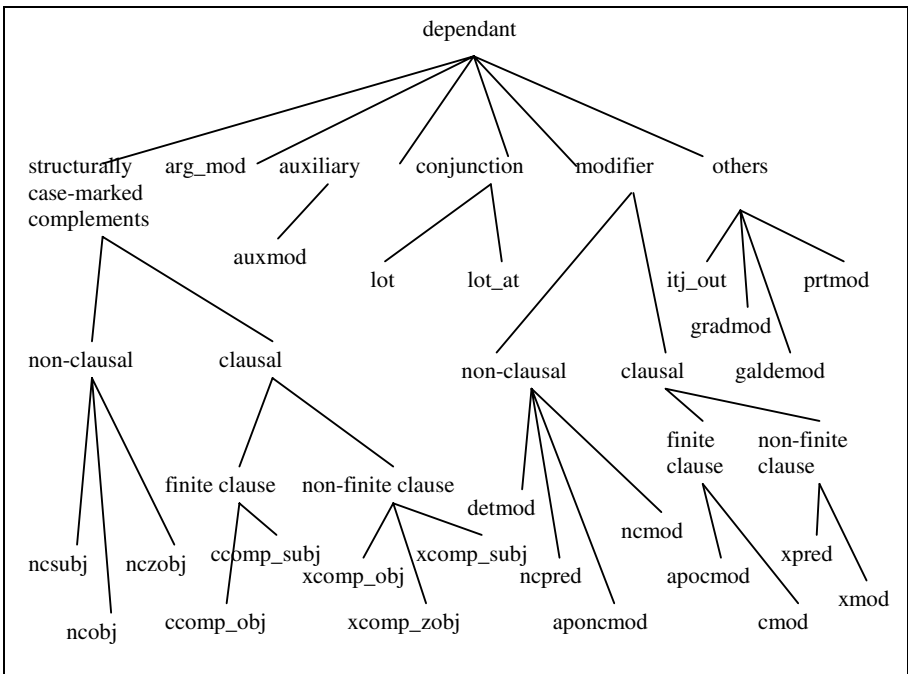 dependant
structurally
case-marked
complements
arg_mod
auxiliary
conjunction
modifier
others
auxmod
lot
lot_at
itj_out
prtmod
gradmod
galdemod
non-clausal
clausal
non-clausal
clausal
finite
clause
non-finite
clause
finite clause
non-finite clause
detmod
ncmod
ncsubj
nczobj
ccomp_subj
xcomp_obj
xcomp_subj
ncpred
apocmod
xpred
xmod
ncobj
ccomp_obj
xcomp_zobj
aponcmod
cmod